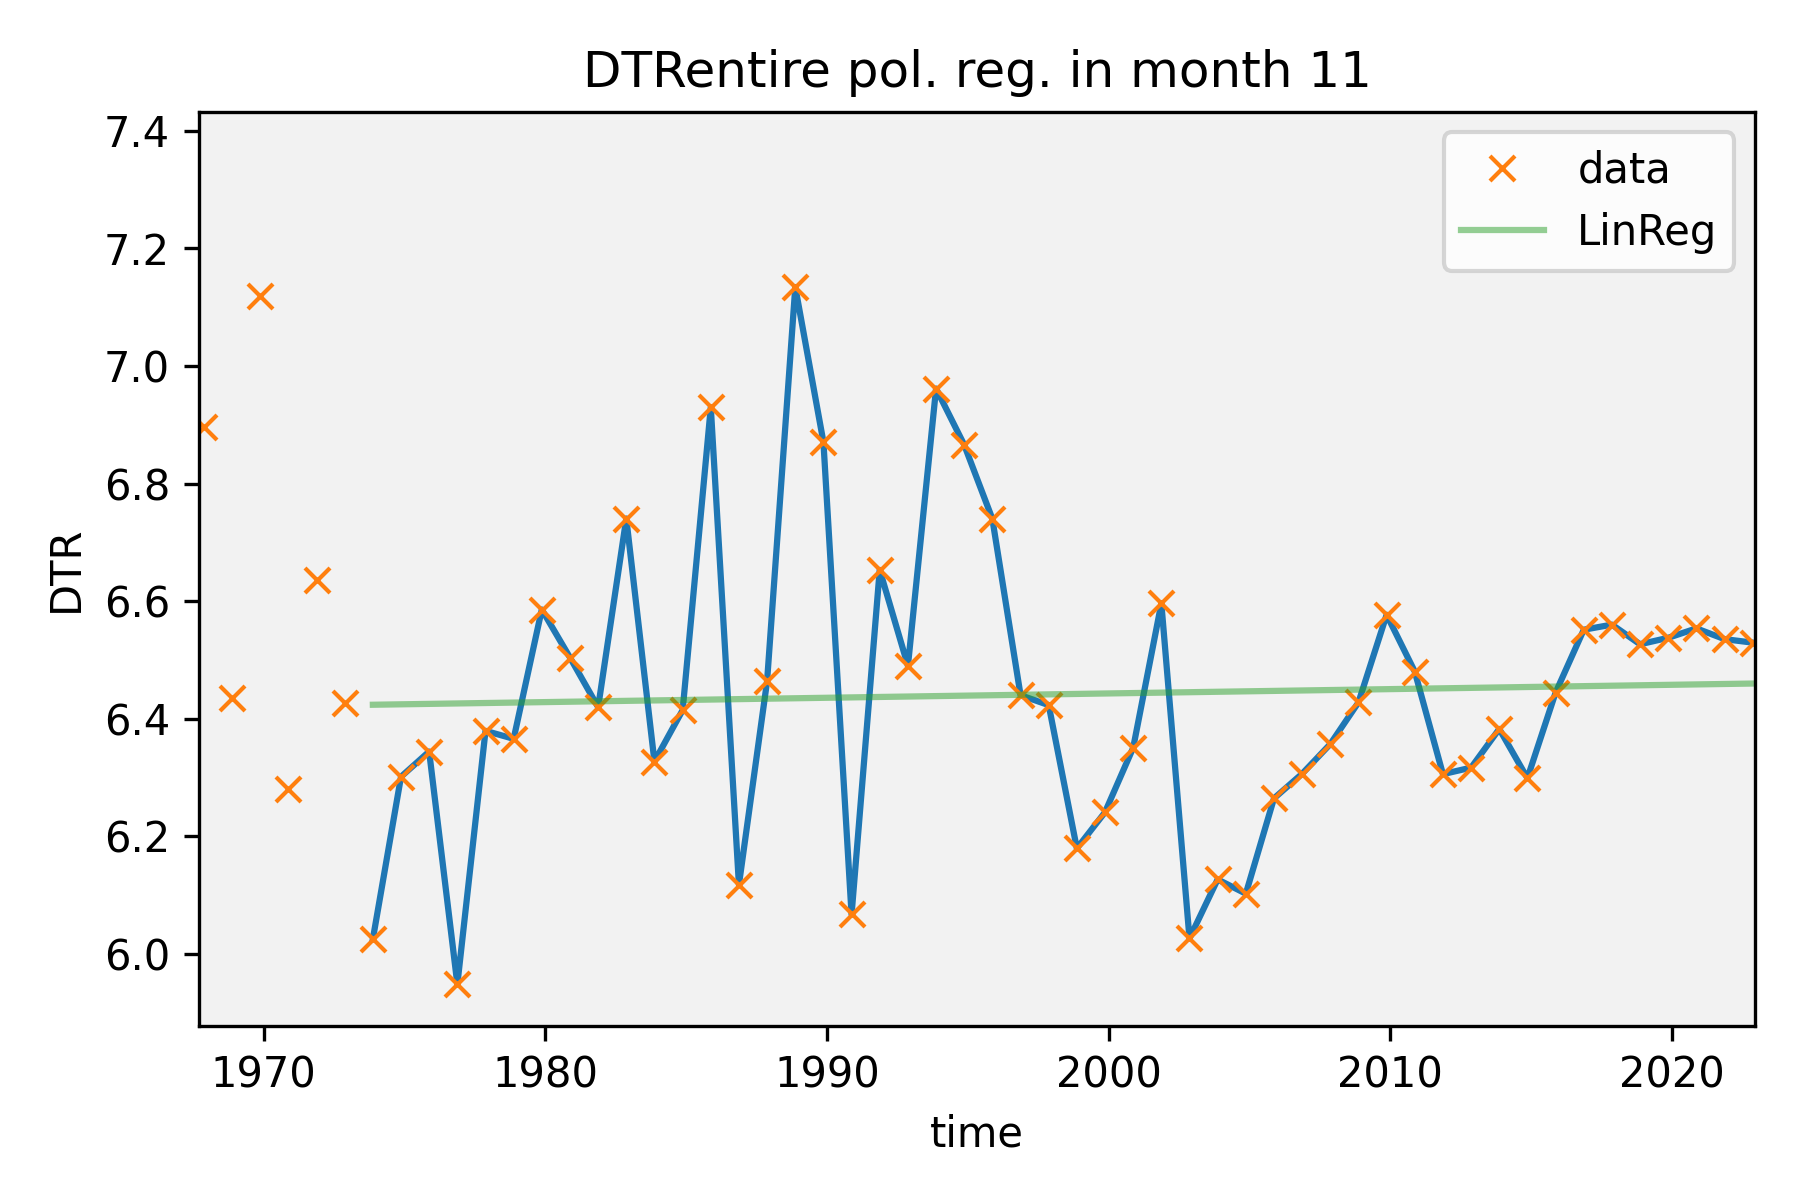 DTRentire pol. reg. in month 11
7.4
7.2
7.0
6.8
6.6
6.4
6.2
6.0
DTR
data
LinReg
1970 1980 1990 2000 2010 2020
time